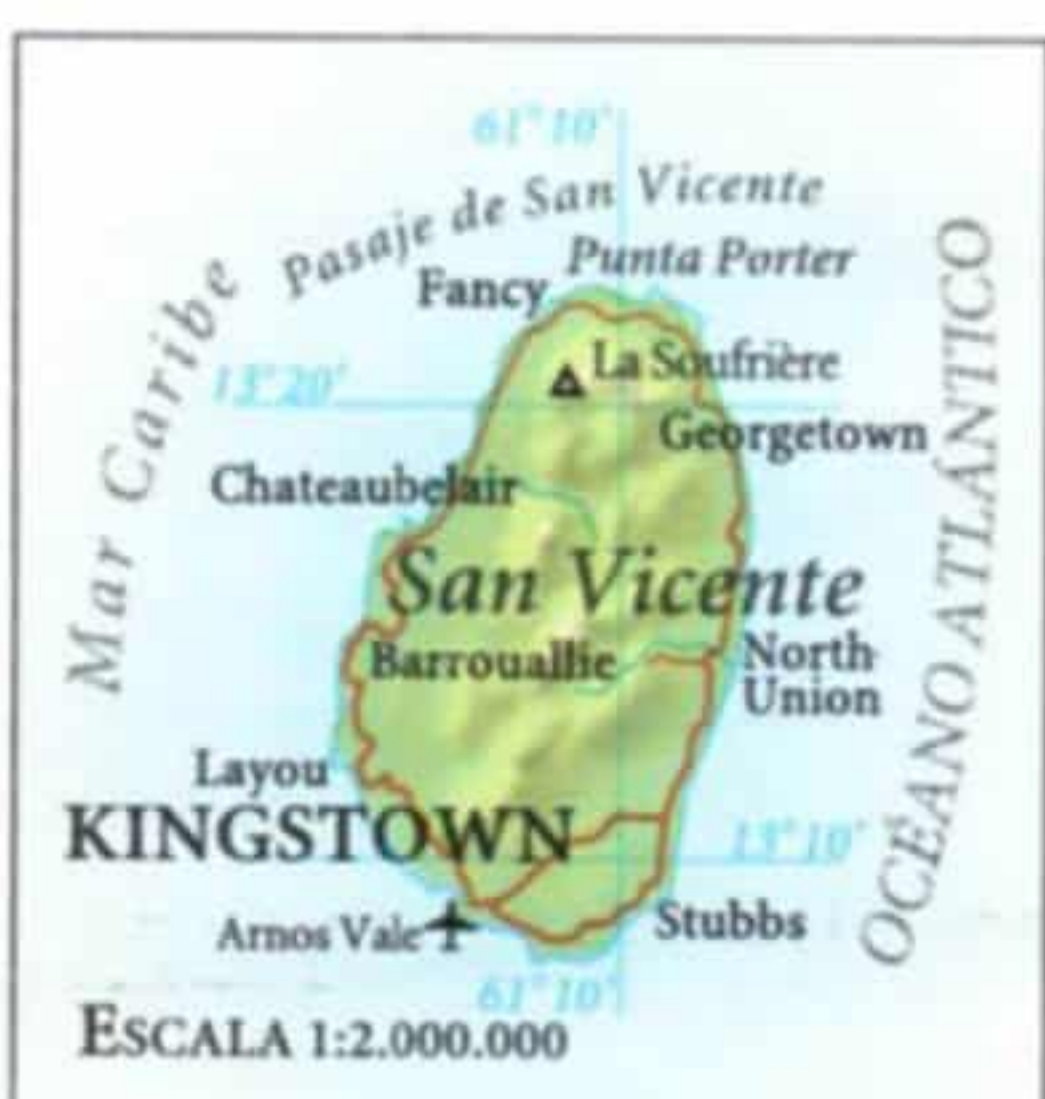 61°10'
Pasaje de San Vicente
Punta Porter
Fancy
Mar Caribe
La Soufrière
13°20'
Georgetown
OCÉANO ATLÁNTICO
Chateaubelair
San Vicente
Barrouallie
North
Union
Layou
KINGSTOWN
13°10'
Arnos Vale
Stubbs
61°10'
ESCALA 1:2.000.000